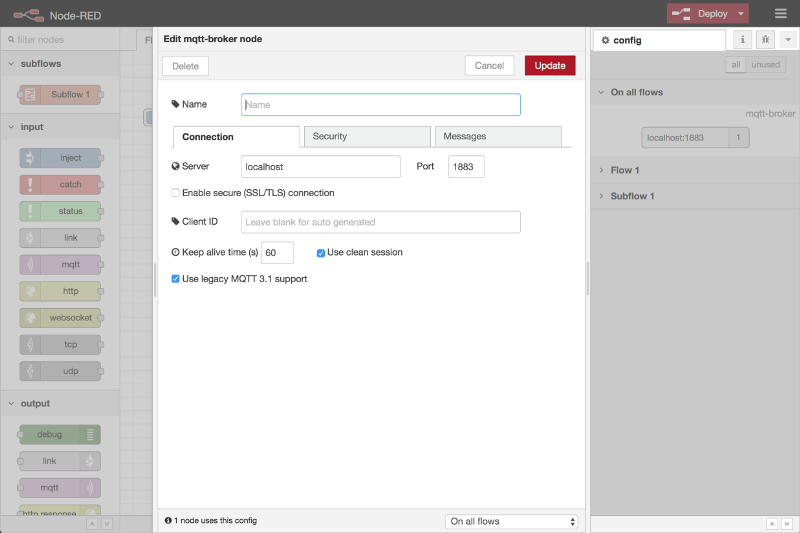 Node-RED
Deploy
filter nodes
subflows
Subflow 1
input
inject
catch
status
link
mqtt
http
websocket
tcp
udp
output
debug
link
mqtt
http response
Edit mqtt-broker node
Delete
Cancel
Update
Name
Name
Connection
Security
Messages
Server
localhost
Port
1883
Enable secure (SSL/TLS) connection
Client ID
Leave blank for auto generated
Keep alive time (s)
60
Use clean session
Use legacy MQTT 3.1 support
1 node uses this config
On all flows
config
all
unused
On all flows
mqtt-broker
localhost:1883
1
Flow 1
Subflow 1